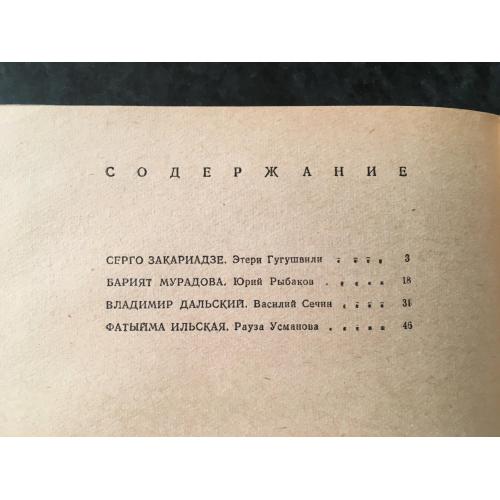 СОДЕРЖАНИЕ
СЕРГО ЗАКАРИАДЗЕ. Этери Гугушвили . . . . 3
БАРИЯТ МУРАДОВА. Юрий Рыбаков . . . . . 18
ВЛАДИМИР ДАЛЬСКИЙ. Василий Сечин . . . . 31
ФАТЫЙМА ИЛЬСКАЯ. Рауза Усманова . . . . . 46